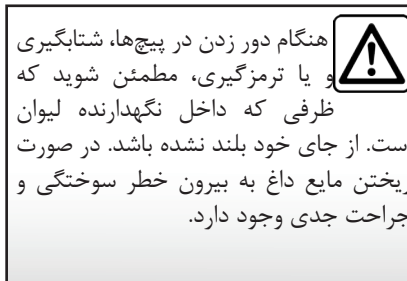 هنگام دور زدن در پیچ‌ها، شتابگیری
و یا ترمزگیری، مطمئن شوید که
ظرفی که داخل نگهدارنده لیوان
ست. از جای خود بلند نشده باشد. در صورت
ریختن مایع داغ به بیرون خطر سوختگی و
جراحت جدی وجود دارد.